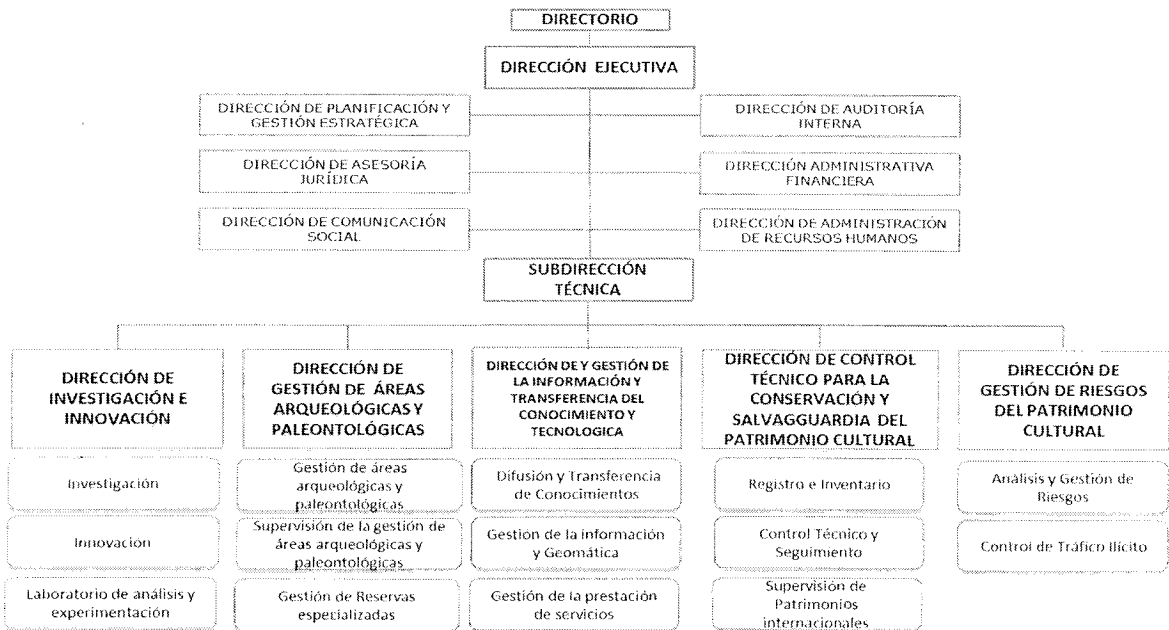 DIRECTORIO
DIRECCIÓN EJECUTIVA
DIRECCIÓN DE PLANIFICACIÓN Y
GESTIÓN ESTRATÉGICA
DIRECCIÓN DE AUDITORÍA
INTERNA
DIRECCIÓN DE ASESORÍA
JURÍDICA
DIRECCIÓN ADMINISTRATIVA
FINANCIERA
DIRECCIÓN DE COMUNICACIÓN
SOCIAL
DIRECCIÓN DE ADMINISTRACIÓN
DE RECURSOS HUMANOS
SUBDIRECCIÓN
TÉCNICA
DIRECCIÓN DE
INVESTIGACIÓN E
INNOVACIÓN
Investigación
Innovación
Laboratorio de análisis y
experimentación
DIRECCIÓN DE
GESTIÓN DE ÁREAS
ARQUEOLÓGICAS Y
PALEONTOLÓGICAS
Gestión de áreas
arqueológicas y
paleontológicas
Supervisión de la gestión de
áreas arqueológicas y
paleontológicas
Gestión de Reservas
especializadas
DIRECCIÓN DE Y GESTIÓN DE
LA INFORMACIÓN Y
TRANSFERENCIA DEL
CONOCIMIENTO Y
TECNOLOGICA
Difusión y Transferencia
de Conocimientos
Gestion de la información
y Geomática
Gestión de la prestación
de servicios
DIRECCIÓN DE CONTROL
TÉCNICO PARA LA
CONSERVACIÓN Y
SALVAGGUARDIA DEL
PATRIMONIO CULTURAL
Registro e Inventario
Control Técnico y
Seguimiento
Supervisión de
Patrimonios
internacionales
DIRECCIÓN DE
GESTIÓN DE RIESGOS
DEL PATRIMONIO
CULTURAL
Análisis y Gestión de
Riesgos
Control de Tráfico Ilícito